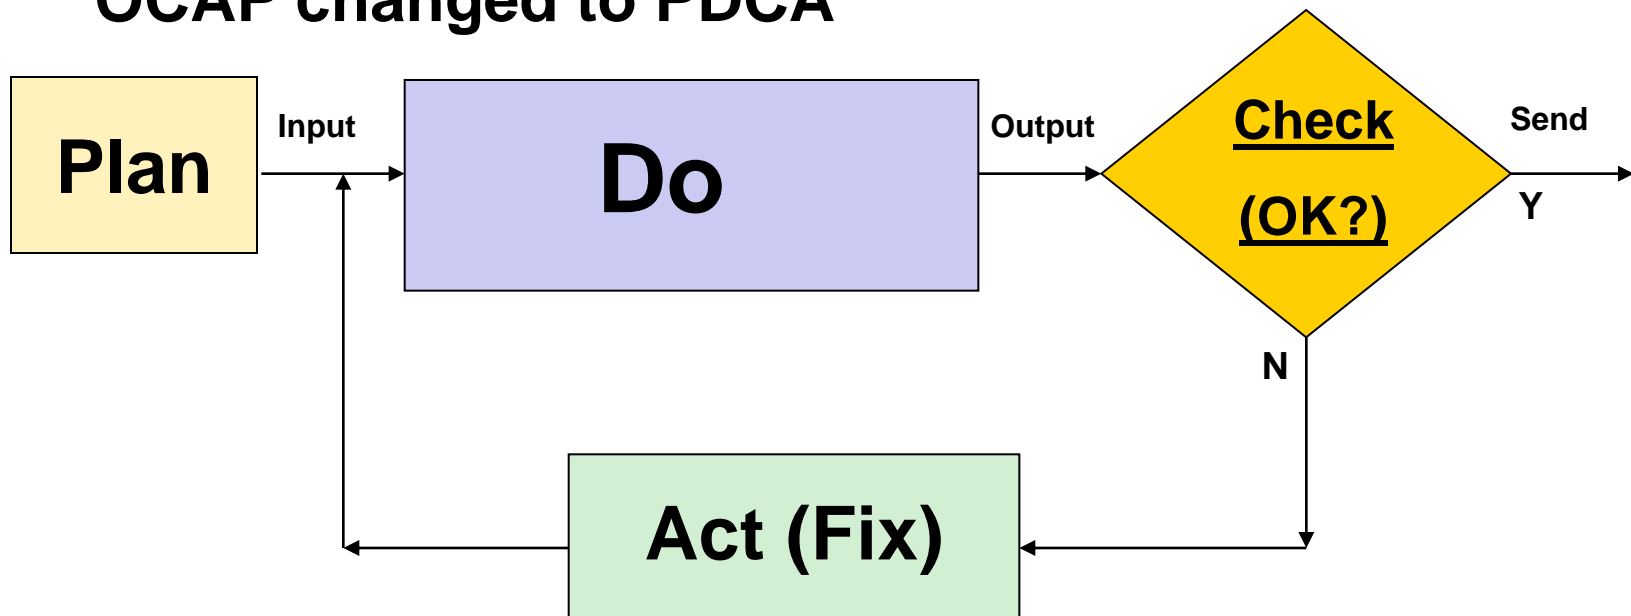 OCAP changed to PDCA
Plan
Input
Do
Output
Check
(OK?)
Send
Y
N
Act (Fix)